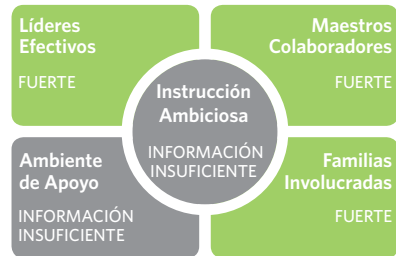 Líderes
Efectivos
FUERTE
Maestros
Colaboradores
FUERTE
Instrucción
Ambiciosa
INFORMACIÓN
INSUFICIENTE
Ambiente
de Apoyo
INFORMACIÓN
INSUFICIENTE
Familias
Involucradas
FUERTE